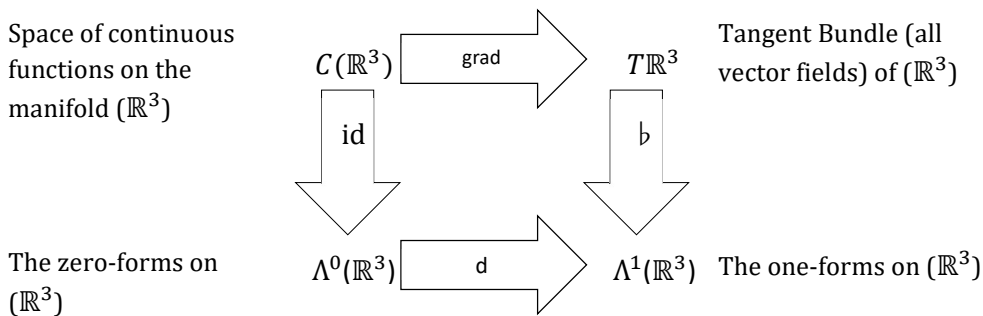 Space of continuous
functions on the
manifold (ℝ³)
C(ℝ³)
grad
Tℝ³
Tangent Bundle (all
vector fields) of (ℝ³)
id
♭
The zero-forms on
(ℝ³)
Λ⁰(ℝ³)
d
Λ¹(ℝ³)
The one-forms on (ℝ³)